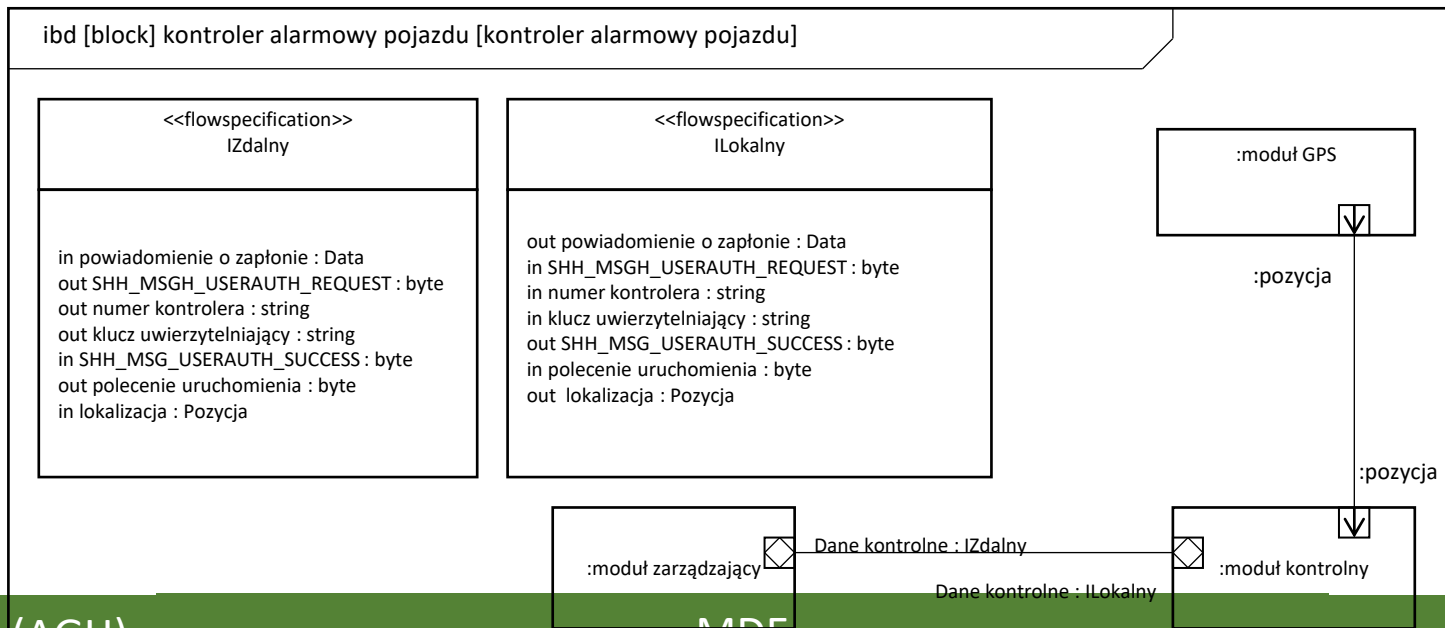 ibd [block] kontroler alarmowy pojazdu [kontroler alarmowy pojazdu]
<<flowspecification>>
IZdalny
in powiadomienie o zapłonie : Data
out SHH_MSGH_USERAUTH_REQUEST : byte
out numer kontrolera : string
out klucz uwierzytelniający : string
in SHH_MSG_USERAUTH_SUCCESS : byte
out polecenie uruchomienia : byte
in lokalizacja : Pozycja
<<flowspecification>>
ILokalny
out powiadomienie o zapłonie : Data
in SHH_MSGH_USERAUTH_REQUEST : byte
in numer kontrolera : string
in klucz uwierzytelniający : string
out SHH_MSG_USERAUTH_SUCCESS : byte
in polecenie uruchomienia : byte
out lokalizacja : Pozycja
:moduł GPS
:pozycja
:pozycja
:moduł zarządzający
Dane kontrolne : IZdalny
Dane kontrolne : ILokalny
:moduł kontrolny
(AGH)